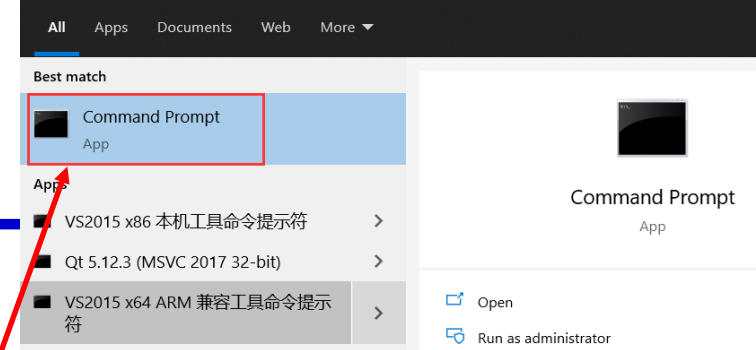 All Apps Documents Web More
Best match
Command Prompt
App
Apps
VS2015 x86 本机工具命令提示符
Qt 5.12.3 (MSVC 2017 32-bit)
VS2015 x64 ARM 兼容工具命令提示
符
Command Prompt
App
Open
Run as administrator